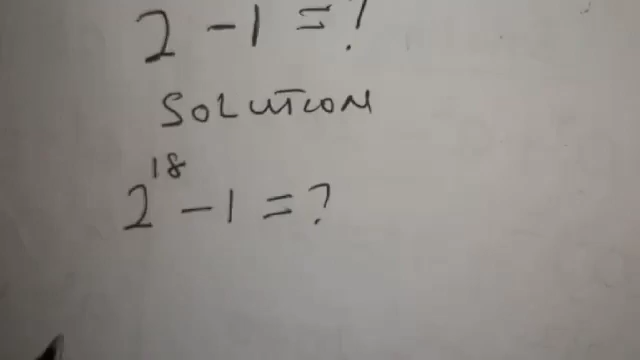 2 - 1 = ?
SOLUTION
2¹⁸ - 1 = ?